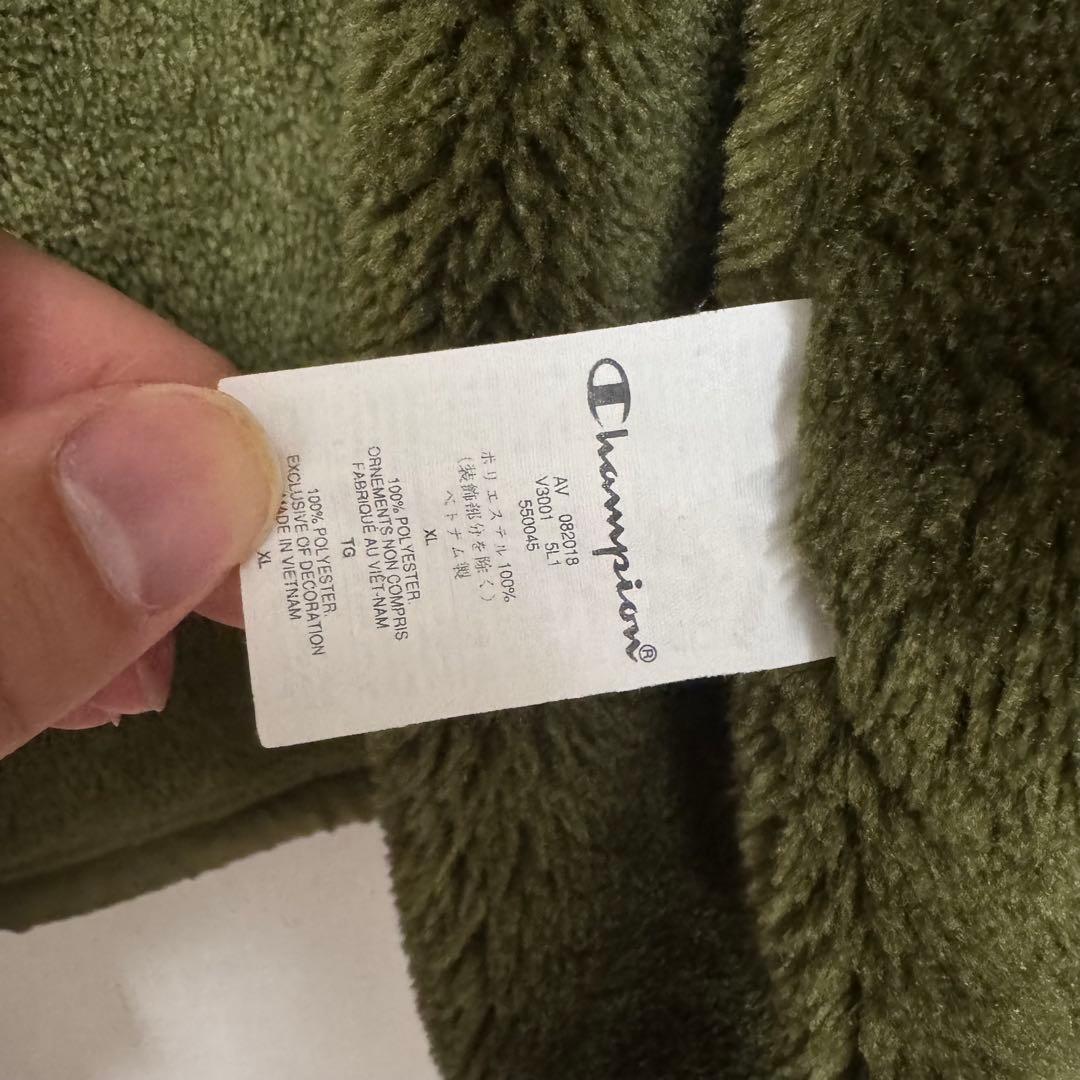 Champion®
AV 082018
V3001 5L1
550045
ポリエステル 100%
(装飾部分を除く)
ベトナム製
XL
100% POLYESTER.
ORNEMENTS NON COMPRIS
FABRIQUÉ AU VIÊT-NAM
TG
100% POLYESTER.
EXCLUSIVE OF DECORATION
MADE IN VIETNAM
XL